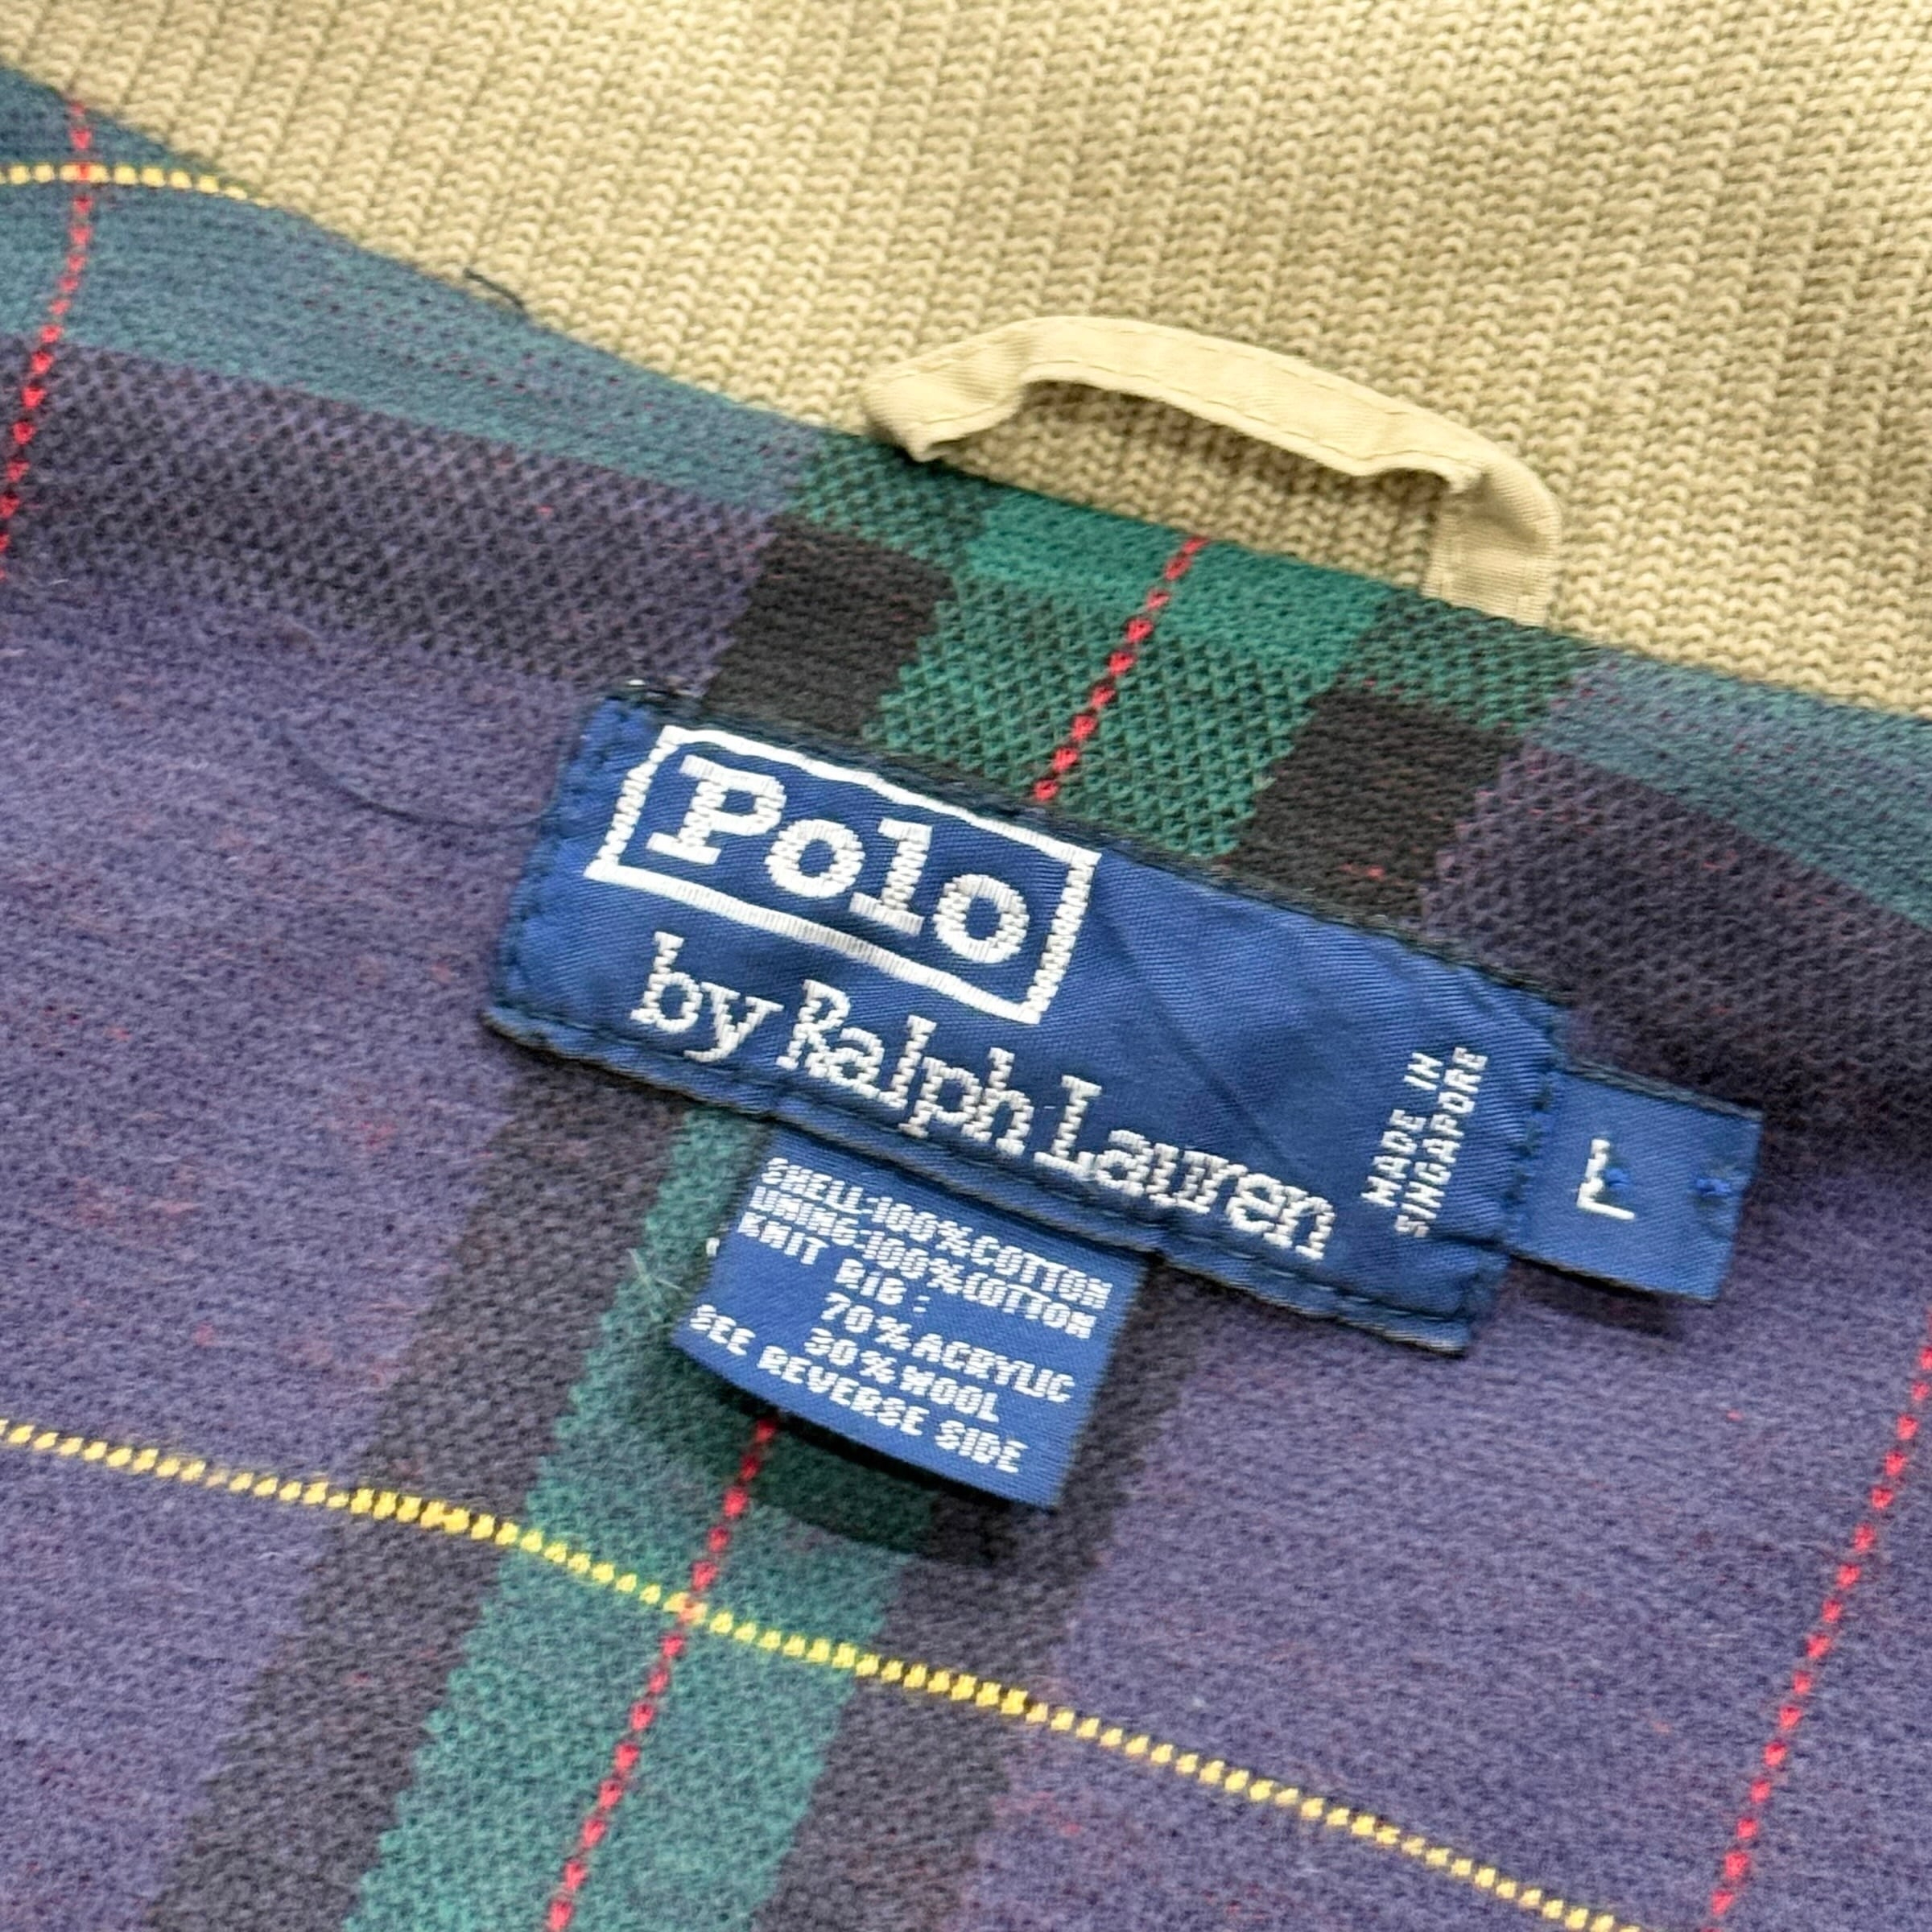 Polo
by Ralph Lauren
MADE IN
SINGAPORE
L
SHELL:100%COTTON
LINING:100%COTTON
KNIT RIB:
70%ACRYLIC
30%WOOL
SEE REVERSE SIDE